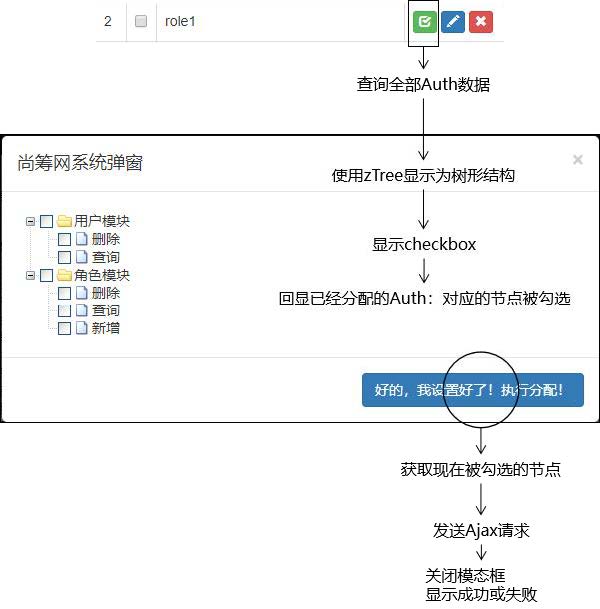 2 role1
查询全部Auth数据
尚筹网系统弹窗 ×
使用zTree显示为树形结构
用户模块
删除
查询
角色模块
删除
查询
新增
显示checkbox
回显已经分配的Auth：对应的节点被勾选
好的，我设置好了！执行分配！
获取现在被勾选的节点
发送Ajax请求
关闭模态框
显示成功或失败